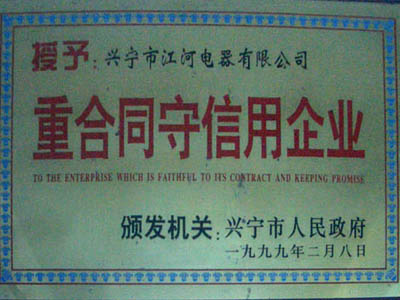 授予：兴宁市江河电器有限公司
重合同守信用企业
TO THE ENTERPRISE WHICH IS FAITHFUL TO ITS CONTRACT AND KEEPING PROMISE
颁发机关：兴宁市人民政府
一九九九年二月八日